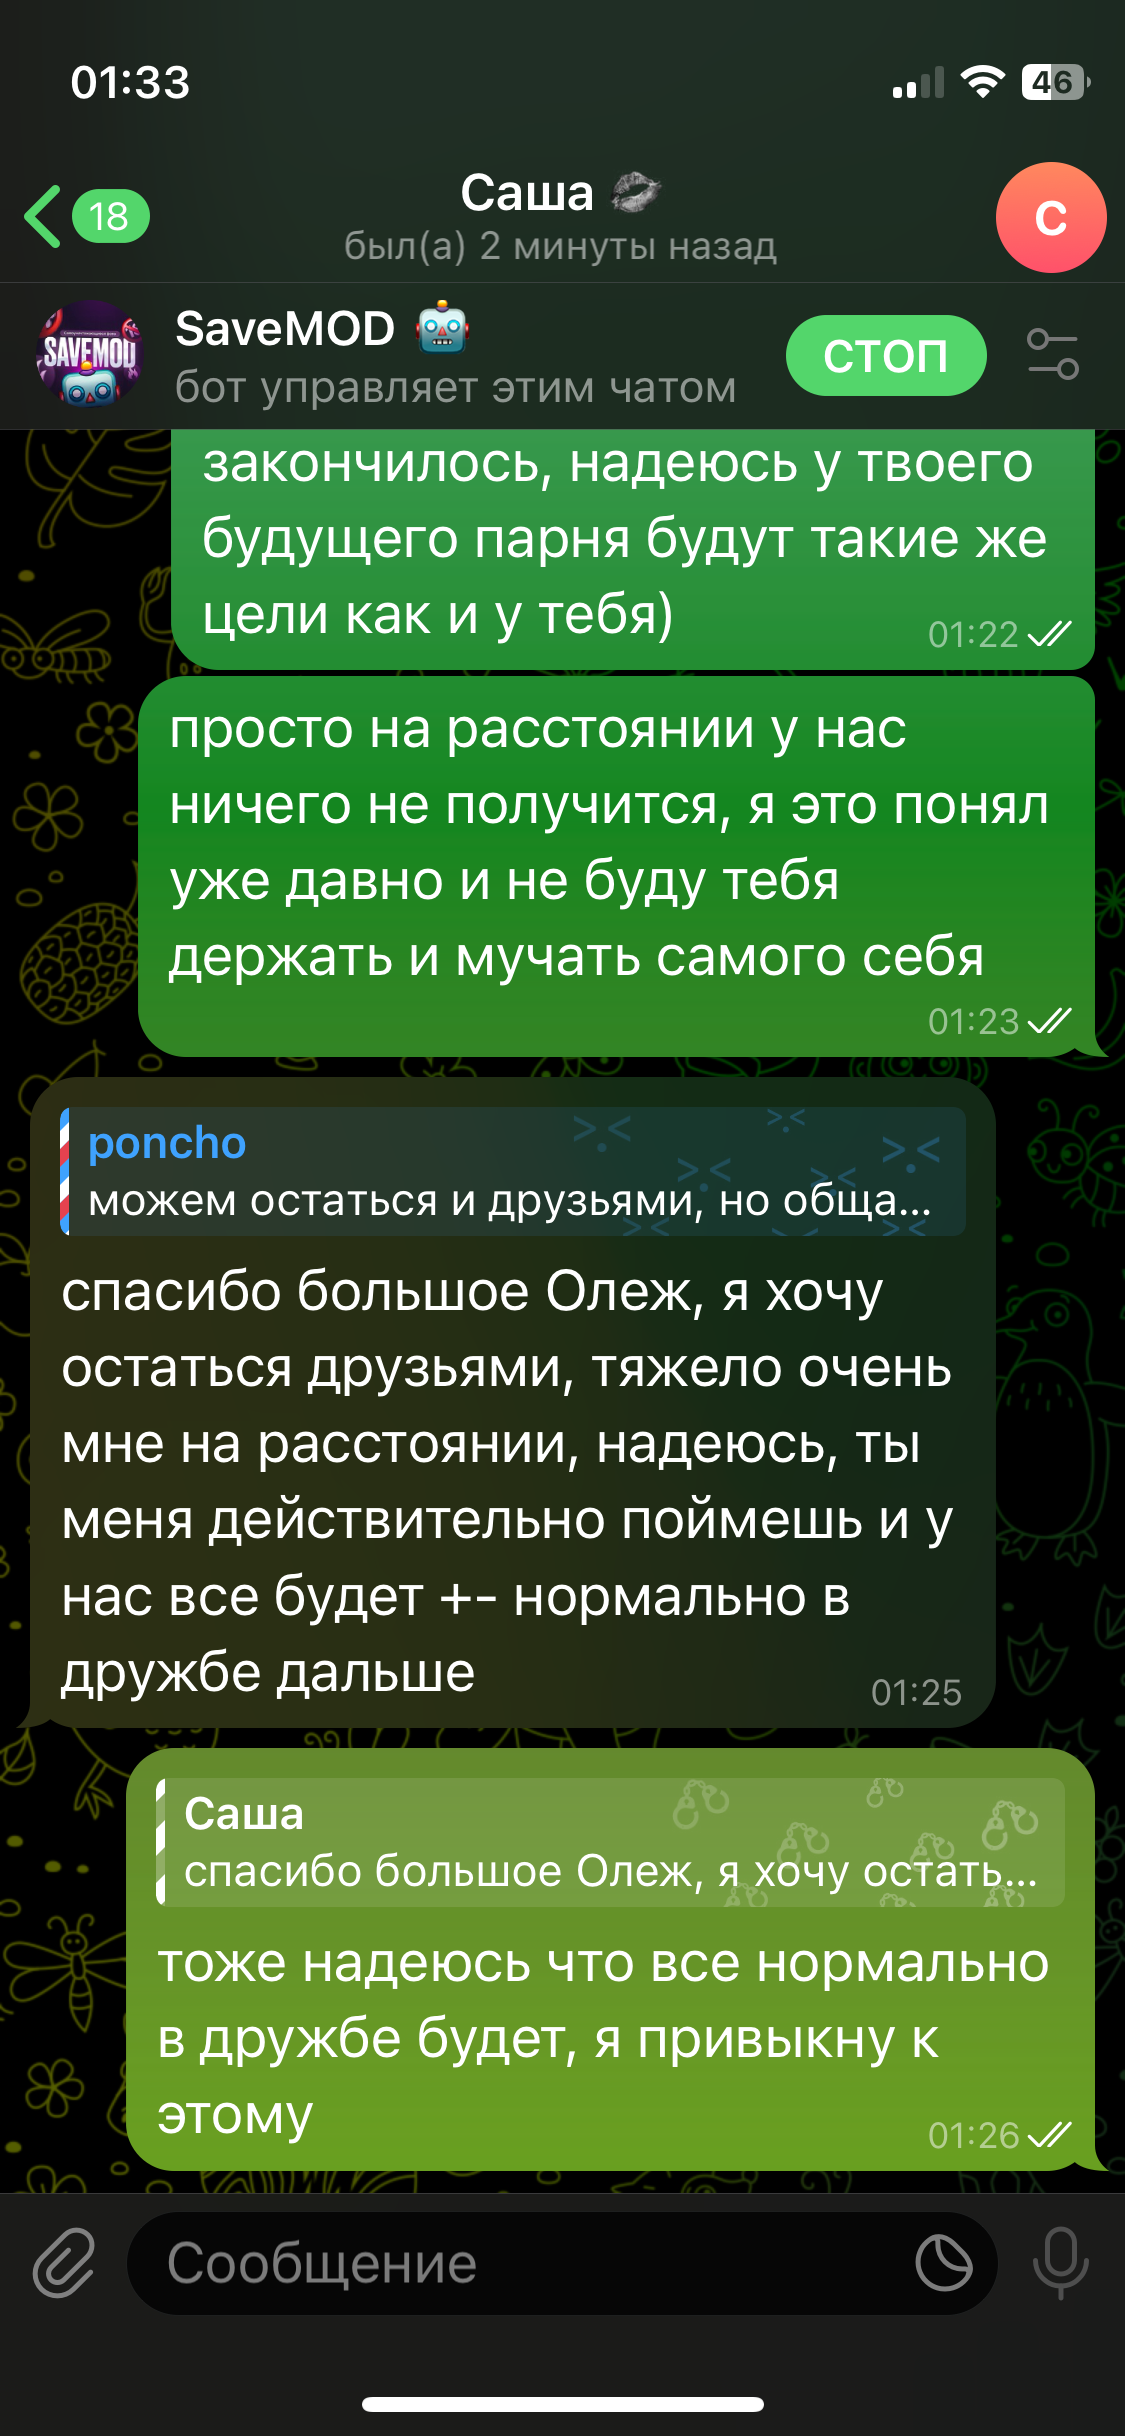 01:33
46
18
Саша
был(а) 2 минуты назад
С
SAVEMOD
SaveMOD
бот управляет этим чатом
СТОП
закончилось, надеюсь у твоего
будущего парня будут такие же
цели как и у тебя)
01:22
просто на расстоянии у нас
ничего не получится, я это понял
уже давно и не буду тебя
держать и мучать самого себя
01:23
poncho
можем остаться и друзьями, но обща...
спасибо большое Олеж, я хочу
остаться друзьями, тяжело очень
мне на расстоянии, надеюсь, ты
меня действительно поймешь и у
нас все будет +- нормально в
дружбе дальше
01:25
Саша
спасибо большое Олеж, я хочу остать...
тоже надеюсь что все нормально
в дружбе будет, я привыкну к
этому
01:26
Сообщение